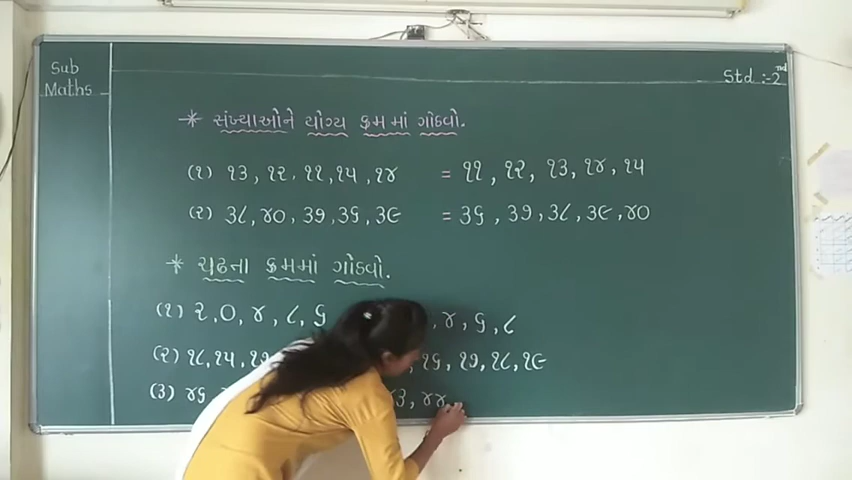 Sub
Maths
Std :- 2nd
* સંખ્યાઓને યોગ્ય ક્રમમાં ગોઠવો.
(૧) ૧૩, ૧૨, ૧૧, ૧૫, ૧૪ = ૧૧, ૧૨, ૧૩, ૧૪, ૧૫
(૨) ૩૮, ૪૦, ૩૭, ૩૬, ૩૯ = ૩૬, ૩૭, ૩૮, ૩૯, ૪૦
* ચઢતા ક્રમમાં ગોઠવો.
(૧) ૨, ૦, ૪, ૮, ૬ , ૪, ૬, ૮
(૨) ૧૮, ૧૫, ૧૭ , ૧૬, ૧૭, ૧૮, ૧૯
(૩) ૪૬, ૪૩, ૪૪